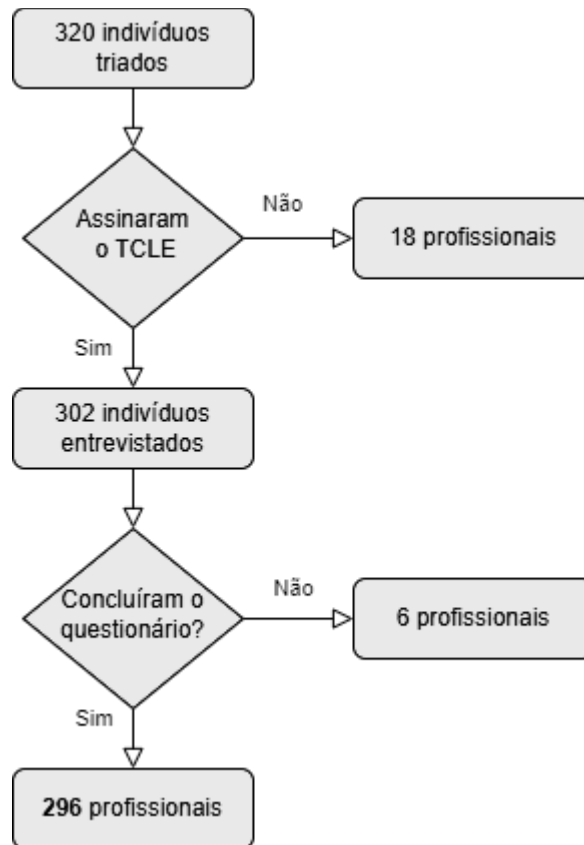 320 indivíduos
triados
Assinaram
o TCLE
Não
18 profissionais
Sim
302 indivíduos
entrevistados
Concluíram o
questionário?
Não
6 profissionais
Sim
296 profissionais